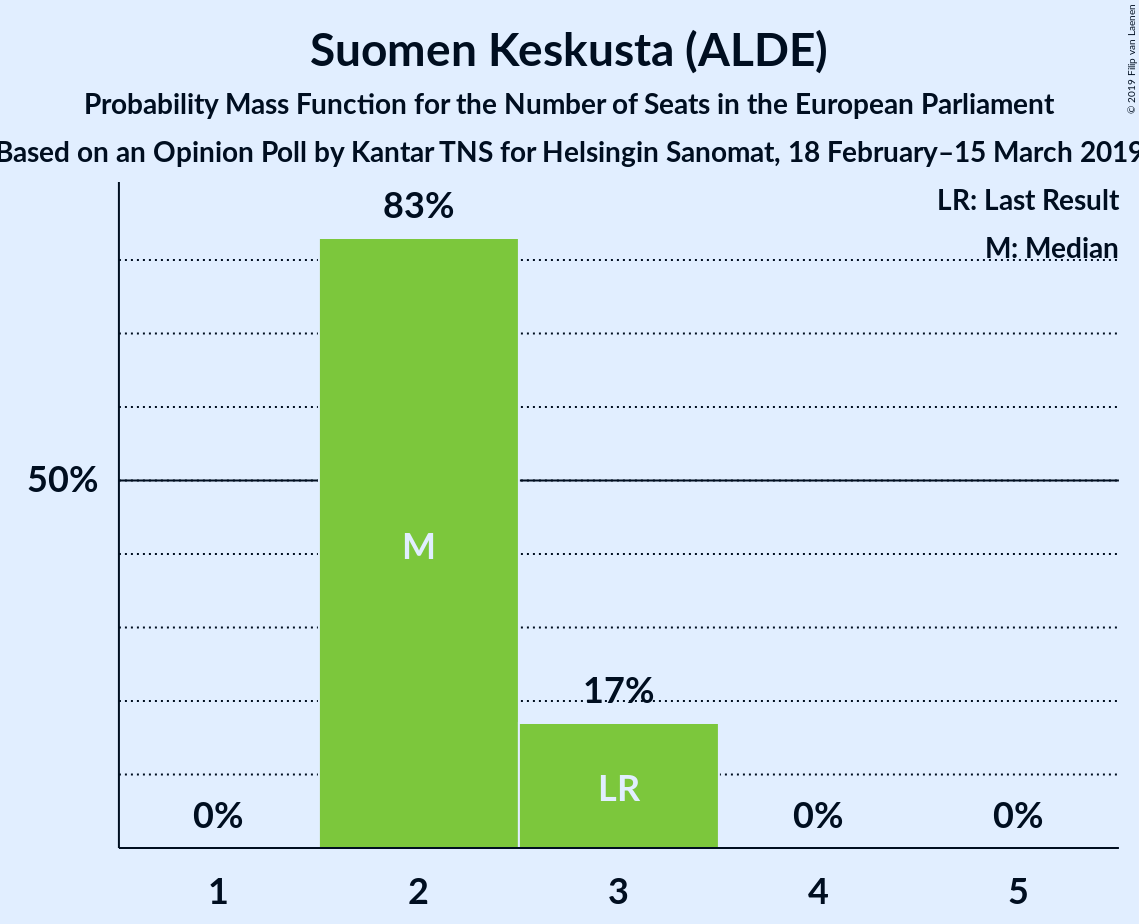 Suomen Keskusta (ALDE)
Probability Mass Function for the Number of Seats in the European Parliament
Based on an Opinion Poll by Kantar TNS for Helsingin Sanomat, 18 February–15 March 2019
© 2019 Filip van Laenen
LR: Last Result
M: Median
83%
50%
M
17%
LR
0%
0%
0%
1
2
3
4
5